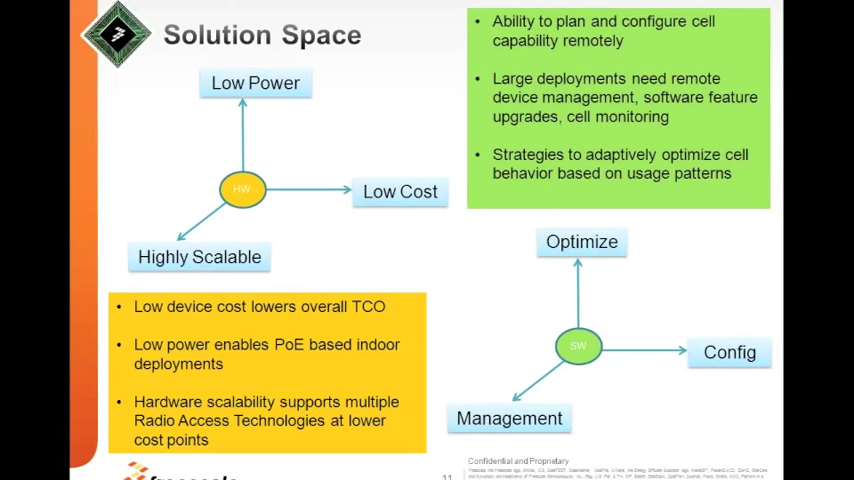 Solution Space
Low Power
HW
Low Cost
Highly Scalable
• Ability to plan and configure cell
capability remotely
• Large deployments need remote
device management, software feature
upgrades, cell monitoring
• Strategies to adaptively optimize cell
behavior based on usage patterns
• Low device cost lowers overall TCO
• Low power enables PoE based indoor
deployments
• Hardware scalability supports multiple
Radio Access Technologies at lower
cost points
Optimize
SW
Config
Management
freescale
11
Confidential and Proprietary